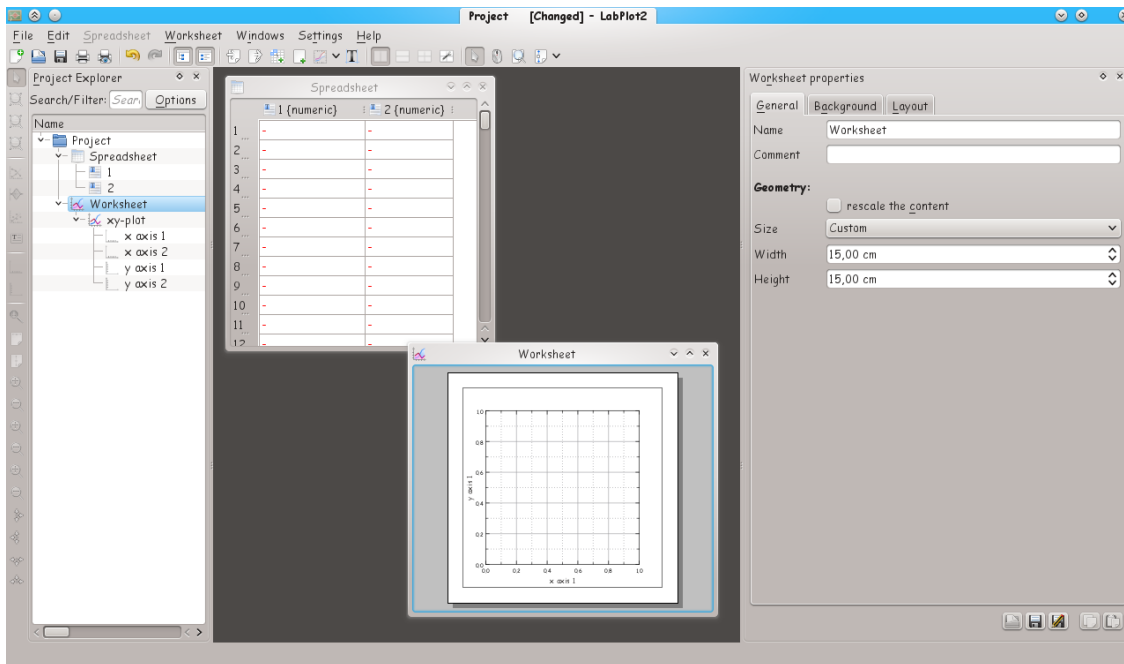 Project [Changed] - LabPlot2
File Edit Spreadsheet Worksheet Windows Settings Help
Project Explorer
Search/Filter: Sear Options
Name
Project
Spreadsheet
1
2
Worksheet
xy-plot
x axis 1
x axis 2
y axis 1
y axis 2
Spreadsheet
1 {numeric} 2 {numeric}
1 - -
2 - -
3 - -
4 - -
5 - -
6 - -
7 - -
8 - -
9 - -
10 - -
11 - -
12 - -
Worksheet
1.0
0.8
0.6
0.4
0.2
0.0
y axis 1
0.0 0.2 0.4 0.6 0.8 1.0
x axis 1
Worksheet properties
General Background Layout
Name Worksheet
Comment
Geometry:
rescale the content
Size Custom
Width 15,00 cm
Height 15,00 cm